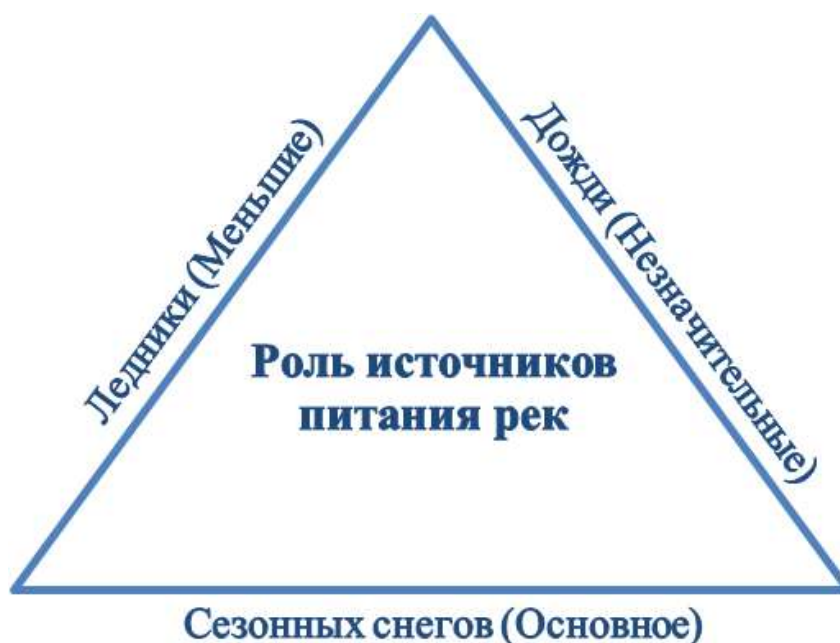 Ледники (Меньшие)
Дожди (Незначительные)
Роль источников
питания рек
Сезонных снегов (Основное)